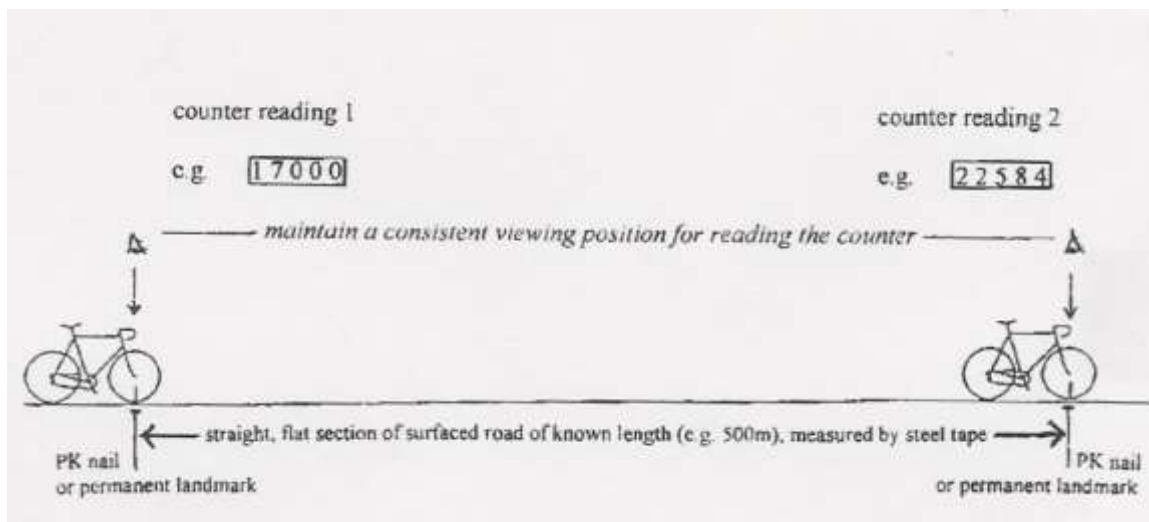 counter reading 1
counter reading 2
e.g. 17000
e.g. 22584
maintain a consistent viewing position for reading the counter
straight, flat section of surfaced road of known length (e.g. 500m), measured by steel tape
PK nail
or permanent landmark
PK nail
or permanent landmark